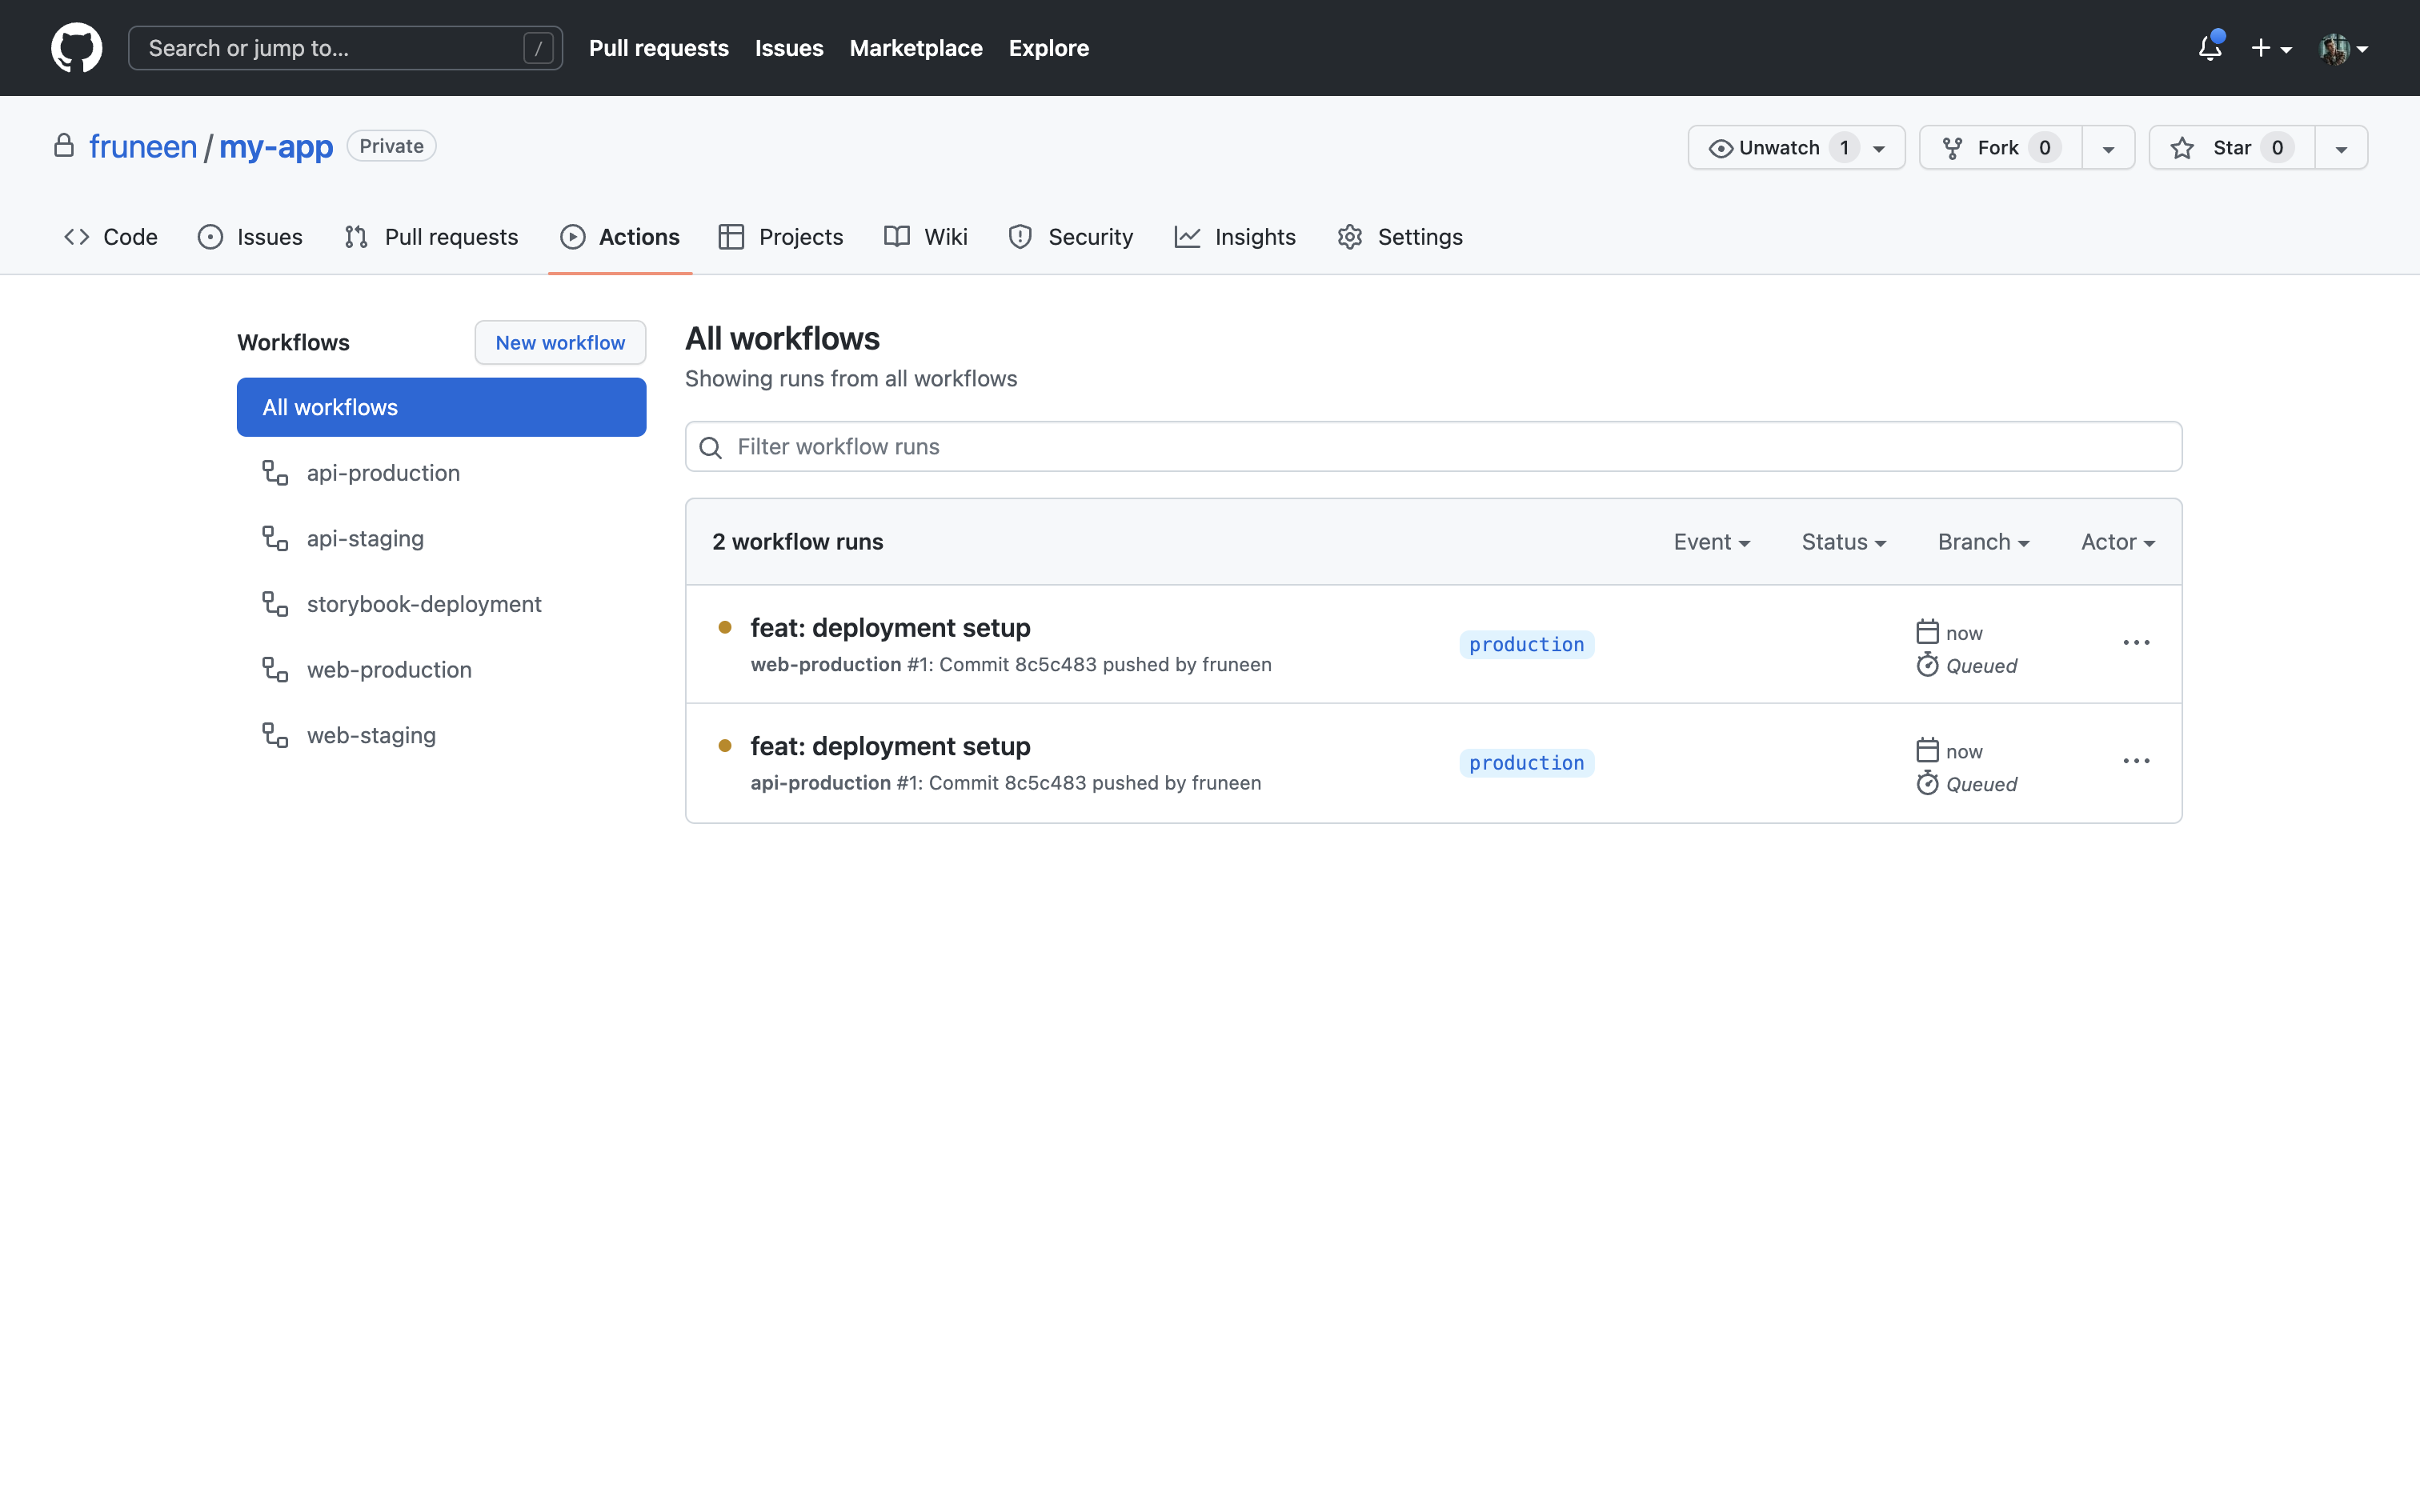 Search or jump to... /
Pull requests Issues Marketplace Explore
fruneen / my-app Private
Unwatch 1 Fork 0 Star 0
Code Issues Pull requests Actions Projects Wiki Security Insights Settings
Workflows
New workflow
All workflows
api-production
api-staging
storybook-deployment
web-production
web-staging
All workflows
Showing runs from all workflows
Filter workflow runs
2 workflow runs Event Status Branch Actor
feat: deployment setup
web-production #1: Commit 8c5c483 pushed by fruneen
production
now
Queued
feat: deployment setup
api-production #1: Commit 8c5c483 pushed by fruneen
production
now
Queued